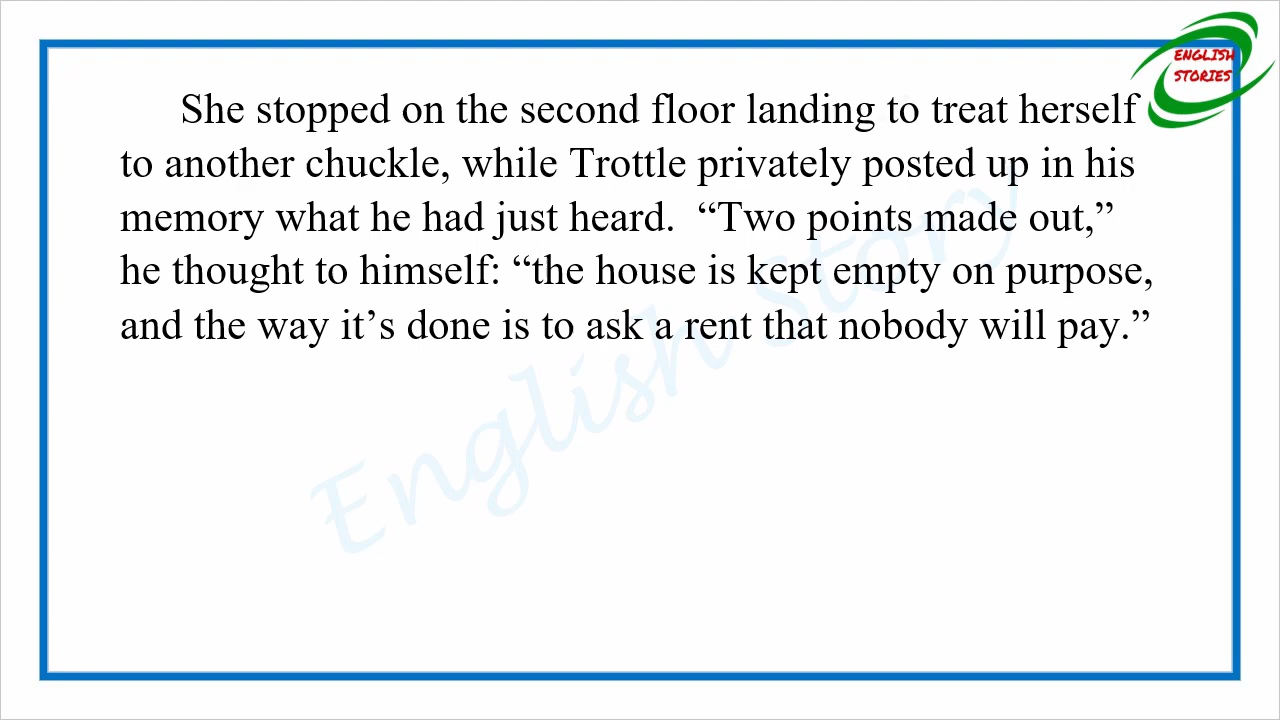 ENGLISH
STORIES
She stopped on the second floor landing to treat herself
to another chuckle, while Trottle privately posted up in his
memory what he had just heard.  “Two points made out,”
he thought to himself: “the house is kept empty on purpose,
and the way it’s done is to ask a rent that nobody will pay.”
English Story